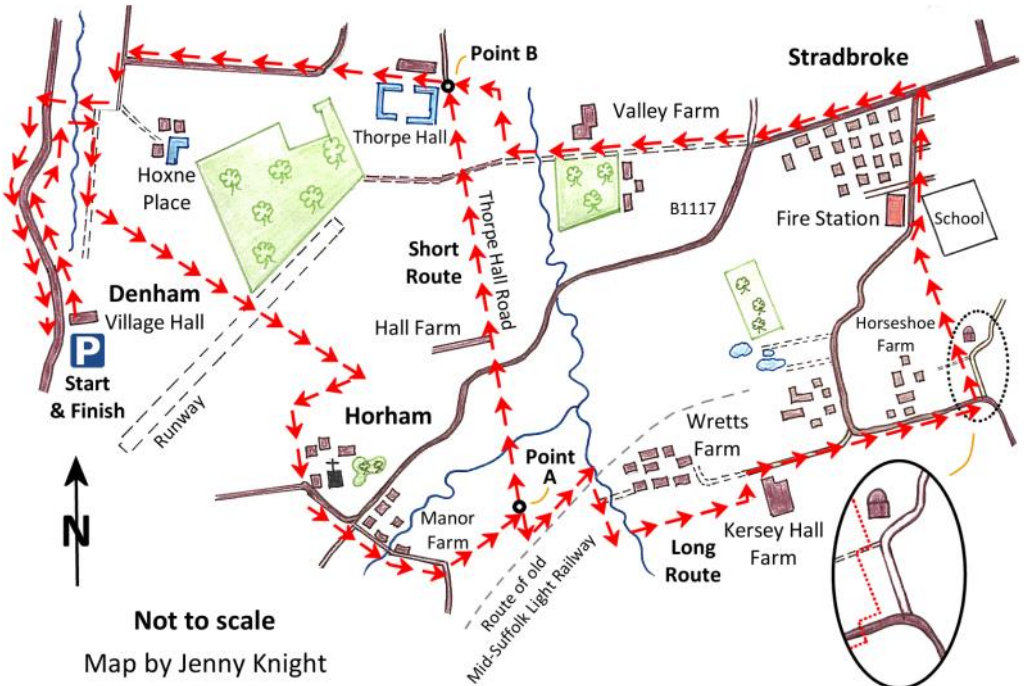 Point B
Stradbroke
Thorpe Hall
Valley Farm
Hoxne
Place
B1117
Fire Station
School
Short
Route
Thorpe Hall Road
Denham
Village Hall
P
Start
& Finish
Runway
Hall Farm
Horseshoe
Farm
Horham
Wretts
Farm
Point
A
N
Manor
Farm
Kersey Hall
Farm
Long
Route
Route of old
Mid-Suffolk Light Railway
Not to scale
Map by Jenny Knight